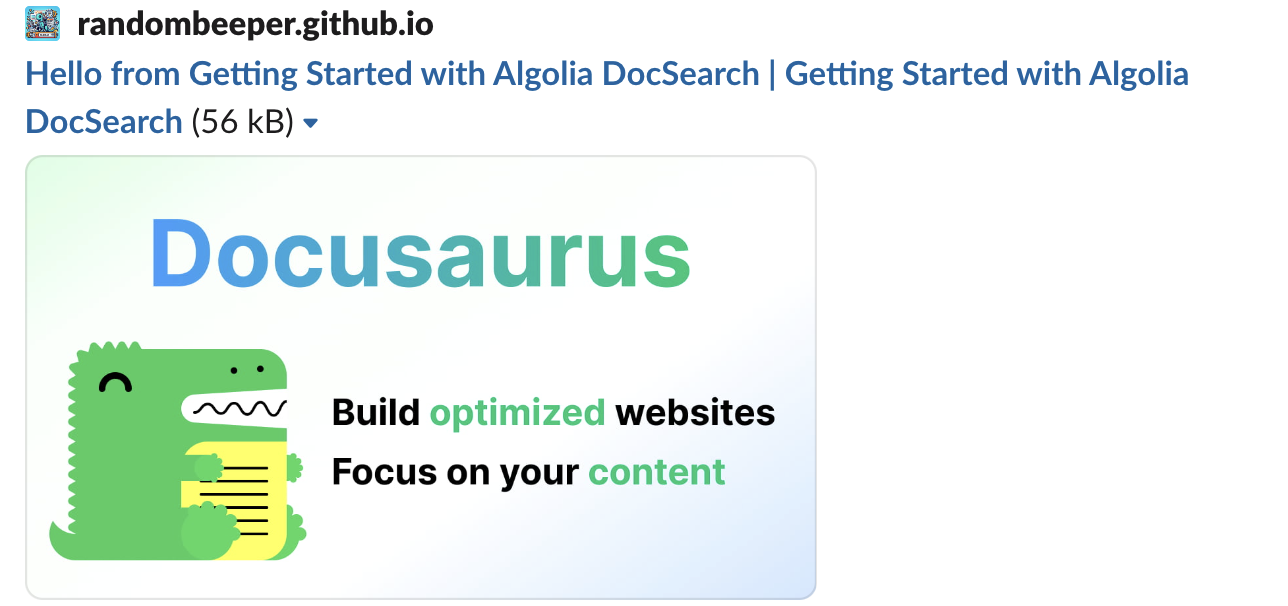 randombeeper.github.io
Hello from Getting Started with Algolia DocSearch | Getting Started with Algolia
DocSearch (56 kB)
Docusaurus
Build optimized websites
Focus on your content